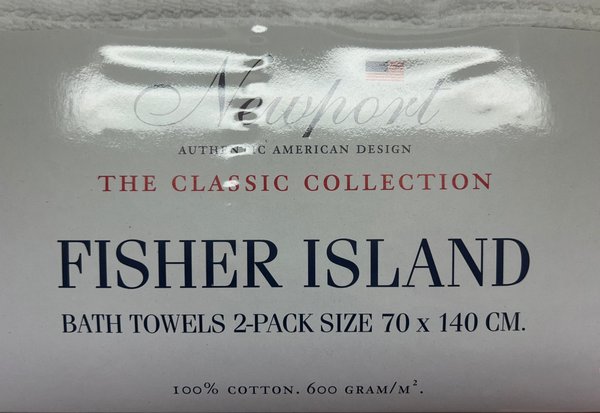 Newport
AUTHENTIC AMERICAN DESIGN
THE CLASSIC COLLECTION
FISHER ISLAND
BATH TOWELS 2-PACK SIZE 70 x 140 CM.
100% COTTON. 600 GRAM/M².